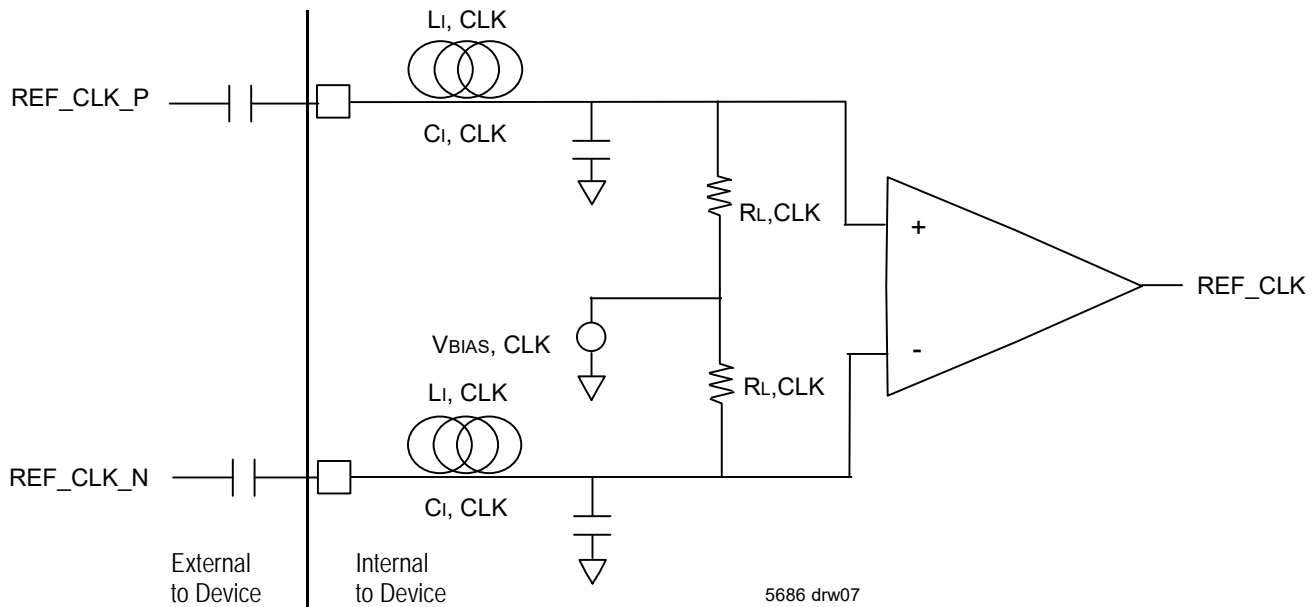 LI, CLK
REF_CLK_P
CI, CLK
RL,CLK
+
REF_CLK
VBIAS, CLK
-
RL,CLK
LI, CLK
REF_CLK_N
CI, CLK
External
to Device
Internal
to Device
5686 drw07